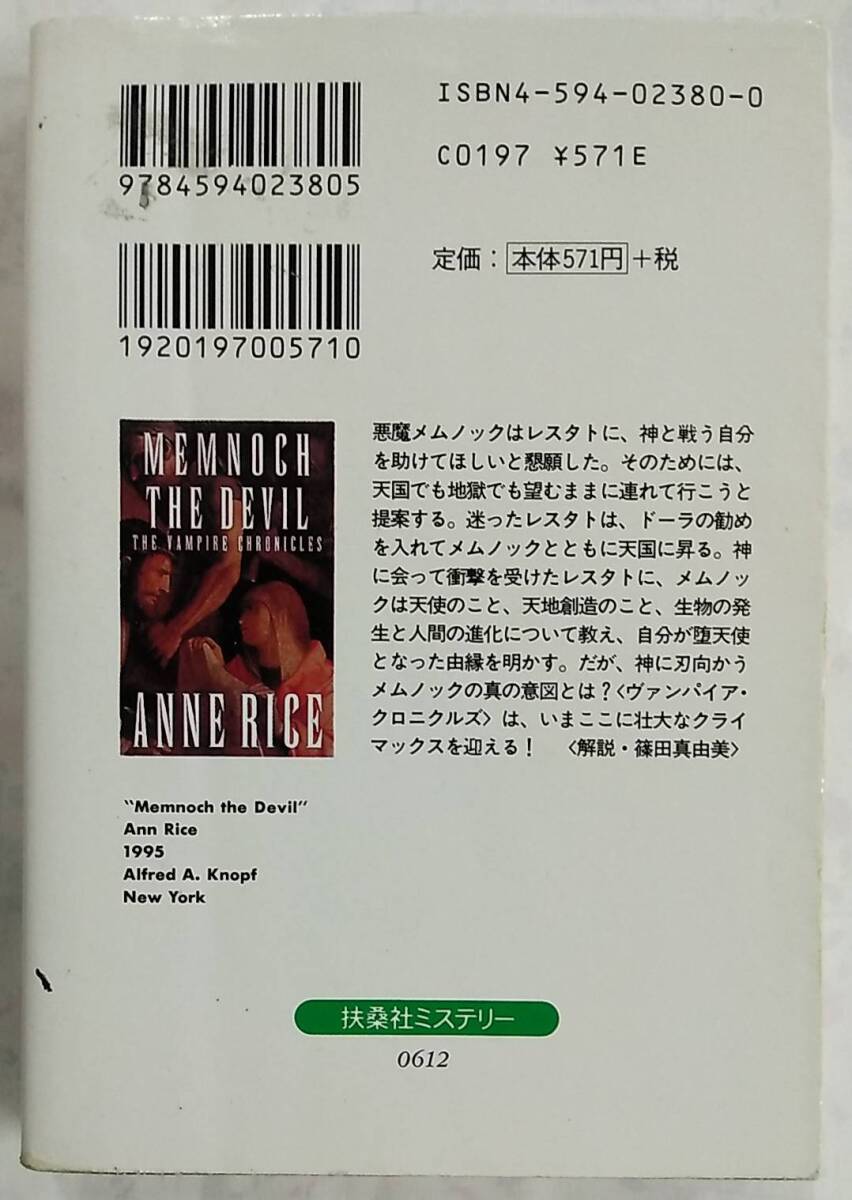 ISBN4-594-02380-0
C0197 ¥571E
9784594023805
定価：本体571円+税
1920197005710
MEMNOCH
THE DEVIL
THE VAMPIRE CHRONICLES
ANNE RICE
悪魔メムノックはレスタトに、神と戦う自分
を助けてほしいと懇願した。そのためには、
天国でも地獄でも望むままに連れて行こうと
提案する。迷ったレスタトは、ドーラの勧め
を入れてメムノックとともに天国に昇る。神
に会って衝撃を受けたレスタトに、メムノッ
クは天使のこと、天地創造のこと、生物の発
生と人間の進化について教え、自分が堕天使
となった由縁を明かす。だが、神に刃向かう
メムノックの真の意図とは？〈ヴァンパイア・
クロニクルズ〉は、いまここに壮大なクライ
マックスを迎える！　〈解説・篠田真由美〉
"Memnoch the Devil"
Ann Rice
1995
Alfred A. Knopf
New York
扶桑社ミステリー
0612